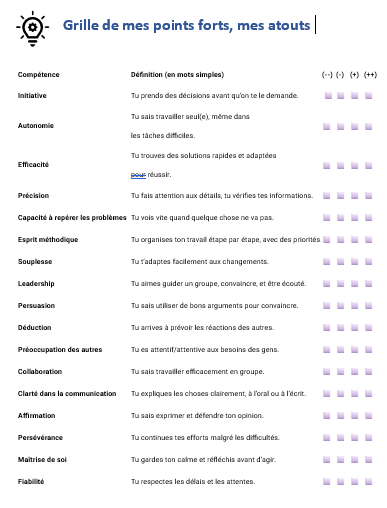 Grille de mes points forts, mes atouts
Compétence Définition (en mots simples) (--) (-) (+) (++)
Initiative Tu prends des décisions avant qu'on te le demande.
Autonomie Tu sais travailler seul(e), même dans
les tâches difficiles.
Efficacité Tu trouves des solutions rapides et adaptées
pour réussir.
Précision Tu fais attention aux détails, tu vérifies tes informations.
Capacité à repérer les problèmes Tu vois vite quand quelque chose ne va pas.
Esprit méthodique Tu organises ton travail étape par étape, avec des priorités.
Souplesse Tu t'adaptes facilement aux changements.
Leadership Tu aimes guider un groupe, convaincre, et être écouté.
Persuasion Tu sais utiliser de bons arguments pour convaincre.
Déduction Tu arrives à prévoir les réactions des autres.
Préoccupation des autres Tu es attentif/attentive aux besoins des gens.
Collaboration Tu sais travailler efficacement en groupe.
Clarté dans la communication Tu expliques les choses clairement, à l'oral ou à l'écrit.
Affirmation Tu sais exprimer et défendre ton opinion.
Persévérance Tu continues tes efforts malgré les difficultés.
Maîtrise de soi Tu gardes ton calme et réfléchis avant d'agir.
Fiabilité Tu respectes les délais et les attentes.